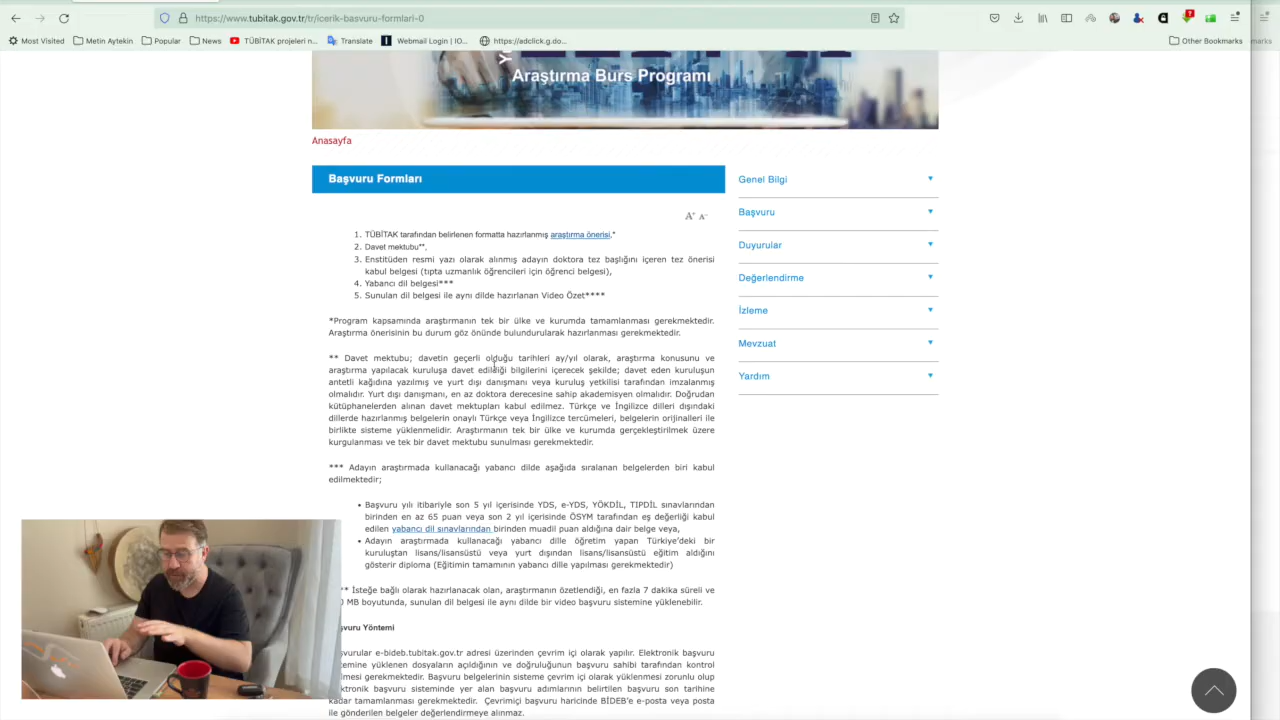 https://www.tubitak.gov.tr/tr/icerik-basvuru-formlari-0
Most Visited
Metin Aytekin
Popular
News
TÜBİTAK projeleri n...
Translate
Webmail Login | IO...
https://adclick.g.do...
Other Bookmarks
marks
Araştırma Burs Programı
Anasayfa
Başvuru Formları
A+ A-
1. TÜBİTAK tarafından belirlenen formatta hazırlanmış araştırma önerisi,*
2. Davet mektubu**,
3. Enstitüden resmi yazı olarak alınmış adayın doktora tez başlığını içeren tez önerisi
kabul belgesi (tıpta uzmanlık öğrencileri için öğrenci belgesi),
4. Yabancı dil belgesi***
5. Sunulan dil belgesi ile aynı dilde hazırlanan Video Özet****
*Program kapsamında araştırmanın tek bir ülke ve kurumda tamamlanması gerekmektedir.
Araştırma önerisinin bu durum göz önünde bulundurularak hazırlanması gerekmektedir.
** Davet mektubu; davetin geçerli olduğu tarihleri ay/yıl olarak, araştırma konusunu ve
araştırma yapılacak kuruluşa davet edildiği bilgilerini içerecek şekilde; davet eden kuruluşun
antetli kağıdına yazılmış ve yurt dışı danışmanı veya kuruluş yetkilisi tarafından imzalanmış
olmalıdır. Yurt dışı danışmanı, en az doktora derecesine sahip akademisyen olmalıdır. Doğrudan
kütüphanelerden alınan davet mektupları kabul edilmez. Türkçe ve İngilizce dilleri dışındaki
dillerde hazırlanmış belgelerin onaylı Türkçe veya İngilizce tercümeleri, belgelerin orijinalleri ile
birlikte sisteme yüklenmelidir. Araştırmanın tek bir ülke ve kurumda gerçekleştirilmek üzere
kurgulanması ve tek bir davet mektubu sunulması gerekmektedir.
*** Adayın araştırmada kullanacağı yabancı dilde aşağıda sıralanan belgelerden biri kabul
edilmektedir;
• Başvuru yılı itibariyle son 5 yıl içerisinde YDS, e-YDS, YÖKDİL, TIPDİL sınavlarından
birinden en az 65 puan veya son 2 yıl içerisinde ÖSYM tarafından eş değerliği kabul
edilen yabancı dil sınavlarından birinden muadil puan aldığına dair belge veya,
• Adayın araştırmada kullanacağı yabancı dille öğretim yapan Türkiye'deki bir
kuruluştan lisans/lisansüstü veya yurt dışından lisans/lisansüstü eğitim aldığını
gösterir diploma (Eğitimin tamamının yabancı dille yapılması gerekmektedir)
** İsteğe bağlı olarak hazırlanacak olan, araştırmanın özetlendiği, en fazla 7 dakika süreli ve
0 MB boyutunda, sunulan dil belgesi ile aynı dilde bir video başvuru sistemine yüklenebilir.
şvuru Yöntemi
şvurular e-bideb.tubitak.gov.tr adresi üzerinden çevrim içi olarak yapılır. Elektronik başvuru
temine yüklenen dosyaların açıldığının ve doğruluğunun başvuru sahibi tarafından kontrol
ilmesi gerekmektedir. Başvuru belgelerinin sisteme çevrim içi olarak yüklenmesi zorunlu olup
ktronik başvuru sisteminde yer alan başvuru adımlarının belirtilen başvuru son tarihine
kadar tamamlanması gerekmektedir. Çevrimiçi başvuru haricinde BİDEB'e e-posta veya posta
ile gönderilen belgeler değerlendirmeye alınmaz.
Genel Bilgi
Başvuru
Duyurular
Değerlendirme
İzleme
Mevzuat
Yardım